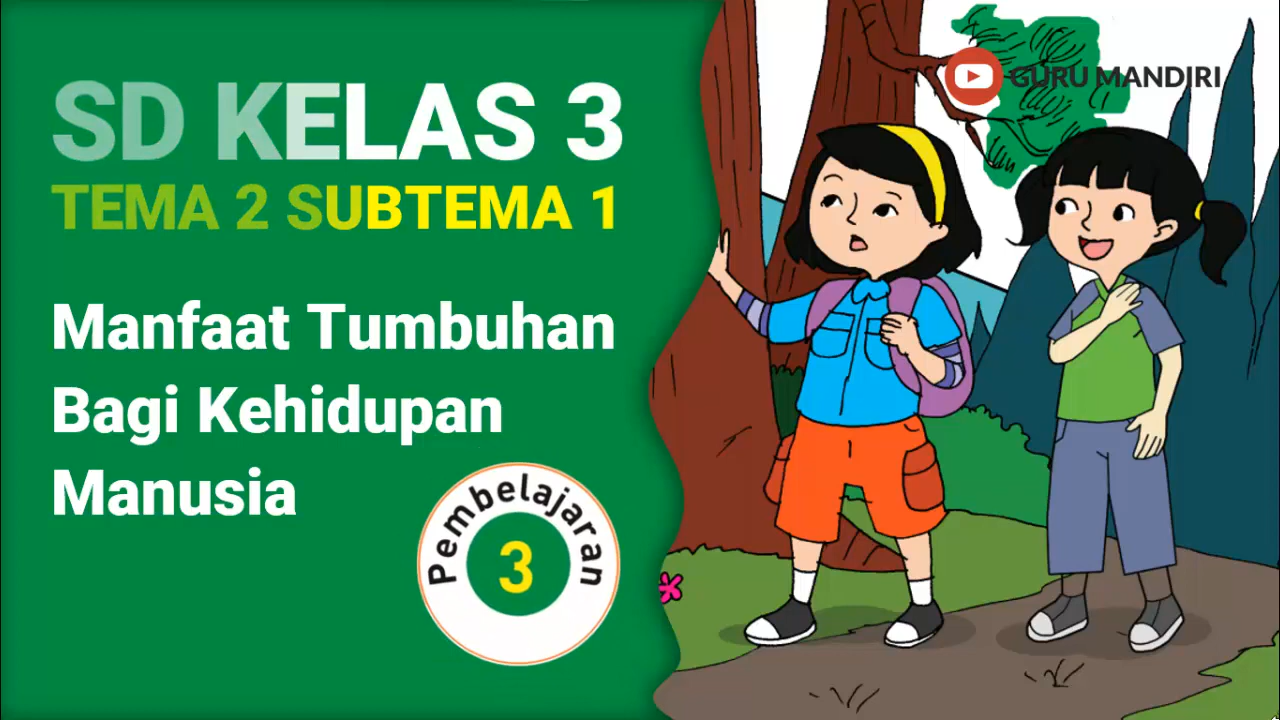 SD KELAS 3
TEMA 2 SUBTEMA 1
Manfaat Tumbuhan
Bagi Kehidupan
Manusia
Pembelajaran
3
GURU MANDIRI